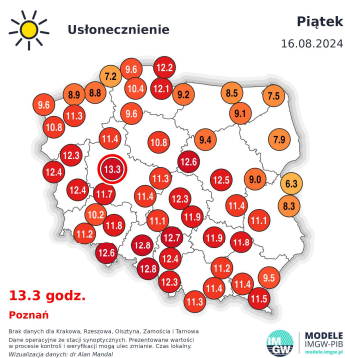 Usłonecznienie
Piątek
16.08.2024
7.2 9.6 12.2
8.9 8.8 10.4 12.1 9.2 8.5 7.5
9.6 11.3 9.6 9.1
10.8
11.4 10.8 9.4 7.9
12.3 12.6
12.4 13.3 11.3 12.5 9.0 6.3
12.4 11.7 11.4 12.3 11.4 8.3
10.2 11.1 11.9 11.1
11.2 11.8 12.7 11.9 11.8
12.6 12.8 12.4
12.8 11.2
12.3 11.4 11.4 9.5
11.3 11.5
13.3 godz.
Poznań
Brak danych dla Krakowa, Rzeszowa, Olsztyna, Zamościa i Tarnowa
Dane operacyjne ze stacji synoptycznych. Prezentowane wartości
w procesie kontroli i weryfikacji mogą ulec zmianie. Czas lokalny.
Wizualizacja danych: dr Alan Mandal
IM
GW
MODELE
IMGW-PIB
modele.imgw.pl